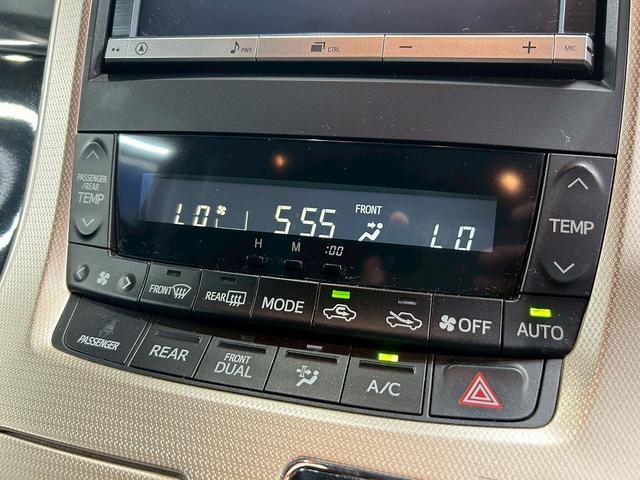 PWR CTRL − + MIC
PASSENGER
/REAR
TEMP
LO 5:55 FRONT LO
H M :00
TEMP
FRONT REAR MODE OFF AUTO
PASSENGER REAR FRONT
DUAL A/C